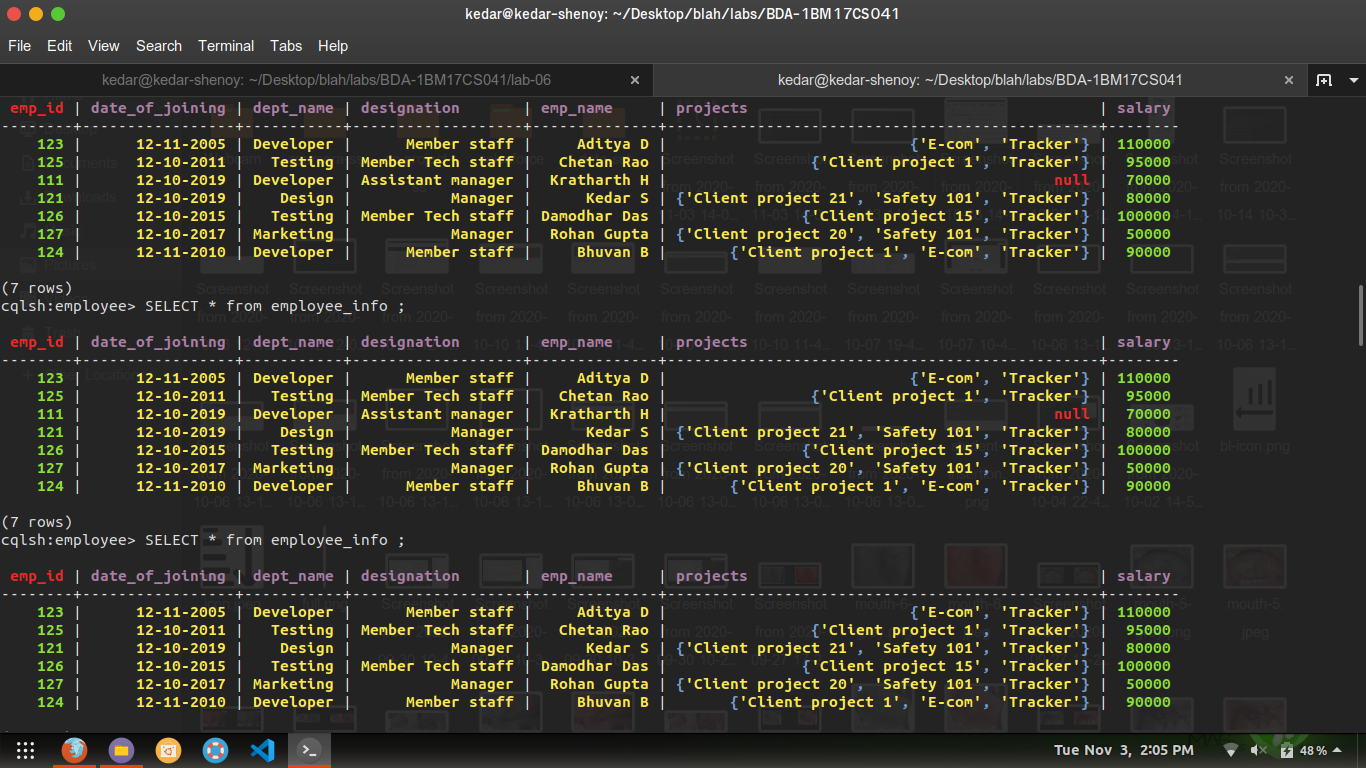 kedar@kedar-shenoy: ~/Desktop/blah/labs/BDA-1BM17CS041
File Edit View Search Terminal Tabs Help
kedar@kedar-shenoy: ~/Desktop/blah/labs/BDA-1BM17CS041/lab-06 × kedar@kedar-shenoy: ~/Desktop/blah/labs/BDA-1BM17CS041 ×
emp_id | date_of_joining | dept_name | designation | emp_name | projects | salary
--------+-----------------+-----------+-------------------+--------------+------------------------------------------------+--------
123 | 12-11-2005 | Developer | Member staff | Aditya D | {'E-com', 'Tracker'} | 110000
125 | 12-10-2011 | Testing | Member Tech staff | Chetan Rao | {'Client project 1', 'Tracker'} | 95000
111 | 12-10-2019 | Developer | Assistant manager | Kratharth H | null | 70000
121 | 12-10-2019 | Design | Manager | Kedar S | {'Client project 21', 'Safety 101', 'Tracker'} | 80000
126 | 12-10-2015 | Testing | Member Tech staff | Damodhar Das | {'Client project 15', 'Tracker'} | 100000
127 | 12-10-2017 | Marketing | Manager | Rohan Gupta | {'Client project 20', 'Safety 101', 'Tracker'} | 50000
124 | 12-11-2010 | Developer | Member staff | Bhuvan B | {'Client project 1', 'E-com', 'Tracker'} | 90000
(7 rows)
cqlsh:employee> SELECT * from employee_info ;
emp_id | date_of_joining | dept_name | designation | emp_name | projects | salary
--------+-----------------+-----------+-------------------+--------------+------------------------------------------------+--------
123 | 12-11-2005 | Developer | Member staff | Aditya D | {'E-com', 'Tracker'} | 110000
125 | 12-10-2011 | Testing | Member Tech staff | Chetan Rao | {'Client project 1', 'Tracker'} | 95000
111 | 12-10-2019 | Developer | Assistant manager | Kratharth H | null | 70000
121 | 12-10-2019 | Design | Manager | Kedar S | {'Client project 21', 'Safety 101', 'Tracker'} | 80000
126 | 12-10-2015 | Testing | Member Tech staff | Damodhar Das | {'Client project 15', 'Tracker'} | 100000
127 | 12-10-2017 | Marketing | Manager | Rohan Gupta | {'Client project 20', 'Safety 101', 'Tracker'} | 50000
124 | 12-11-2010 | Developer | Member staff | Bhuvan B | {'Client project 1', 'E-com', 'Tracker'} | 90000
(7 rows)
cqlsh:employee> SELECT * from employee_info ;
emp_id | date_of_joining | dept_name | designation | emp_name | projects | salary
--------+-----------------+-----------+-------------------+--------------+------------------------------------------------+--------
123 | 12-11-2005 | Developer | Member staff | Aditya D | {'E-com', 'Tracker'} | 110000
125 | 12-10-2011 | Testing | Member Tech staff | Chetan Rao | {'Client project 1', 'Tracker'} | 95000
121 | 12-10-2019 | Design | Manager | Kedar S | {'Client project 21', 'Safety 101', 'Tracker'} | 80000
126 | 12-10-2015 | Testing | Member Tech staff | Damodhar Das | {'Client project 15', 'Tracker'} | 100000
127 | 12-10-2017 | Marketing | Manager | Rohan Gupta | {'Client project 20', 'Safety 101', 'Tracker'} | 50000
124 | 12-11-2010 | Developer | Member staff | Bhuvan B | {'Client project 1', 'E-com', 'Tracker'} | 90000
Tue Nov 3, 2:05 PM 48 %